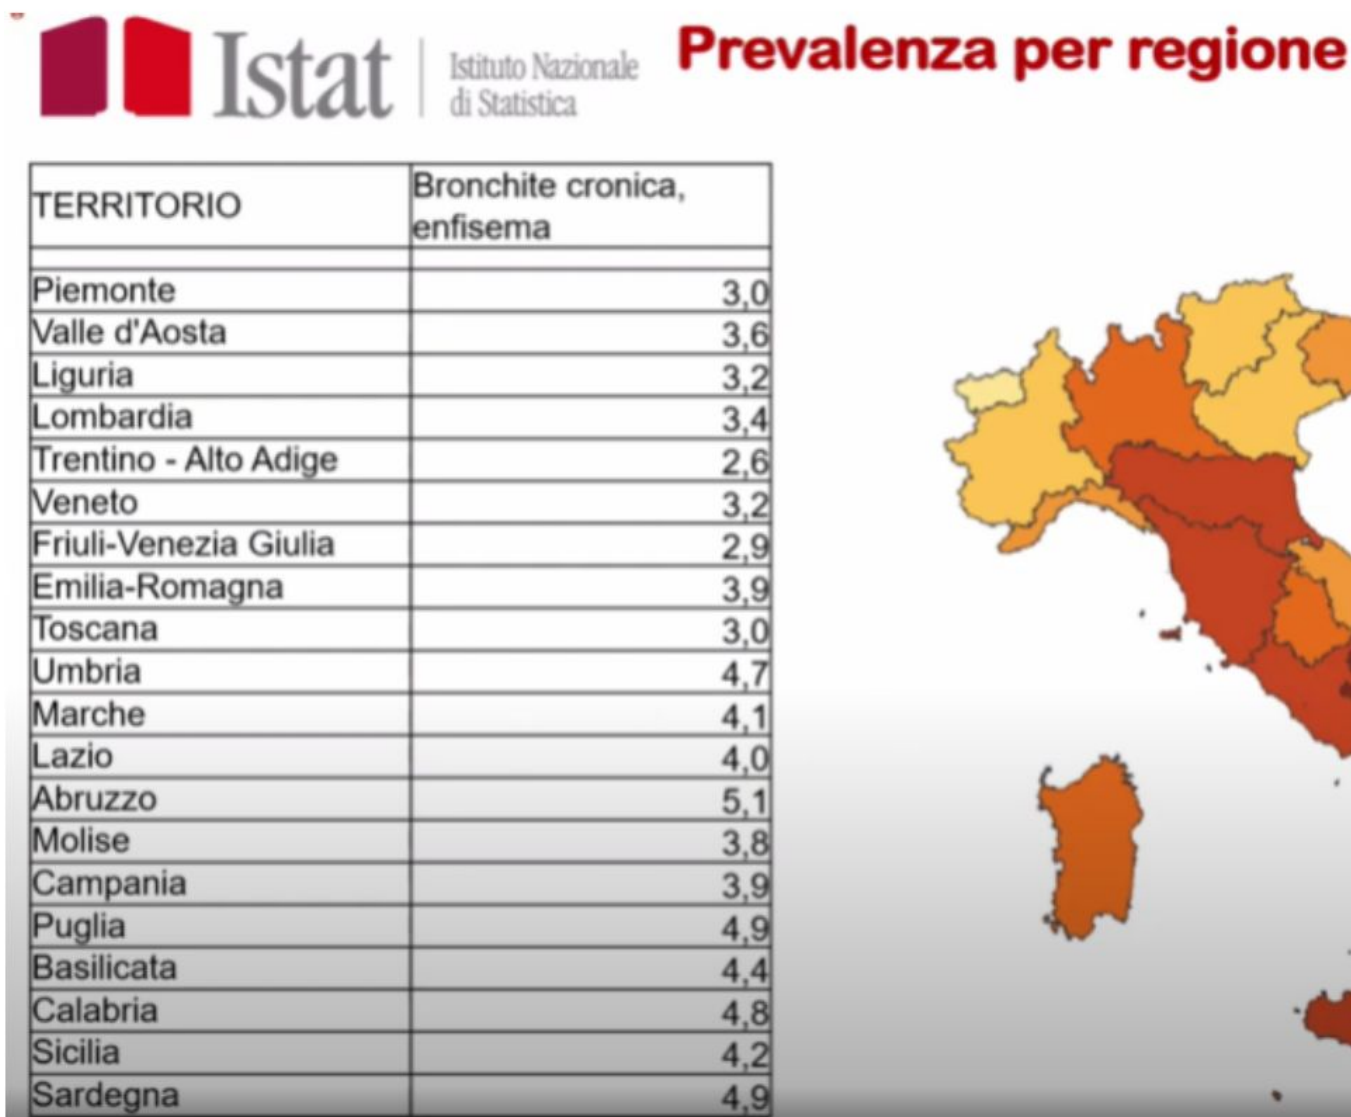 Istat
Istituto Nazionale
di Statistica
Prevalenza per regione
TERRITORIO Bronchite cronica,
enfisema
Piemonte 3,0
Valle d'Aosta 3,6
Liguria 3,2
Lombardia 3,4
Trentino - Alto Adige 2,6
Veneto 3,2
Friuli-Venezia Giulia 2,9
Emilia-Romagna 3,9
Toscana 3,0
Umbria 4,7
Marche 4,1
Lazio 4,0
Abruzzo 5,1
Molise 3,8
Campania 3,9
Puglia 4,9
Basilicata 4,4
Calabria 4,8
Sicilia 4,2
Sardegna 4,9